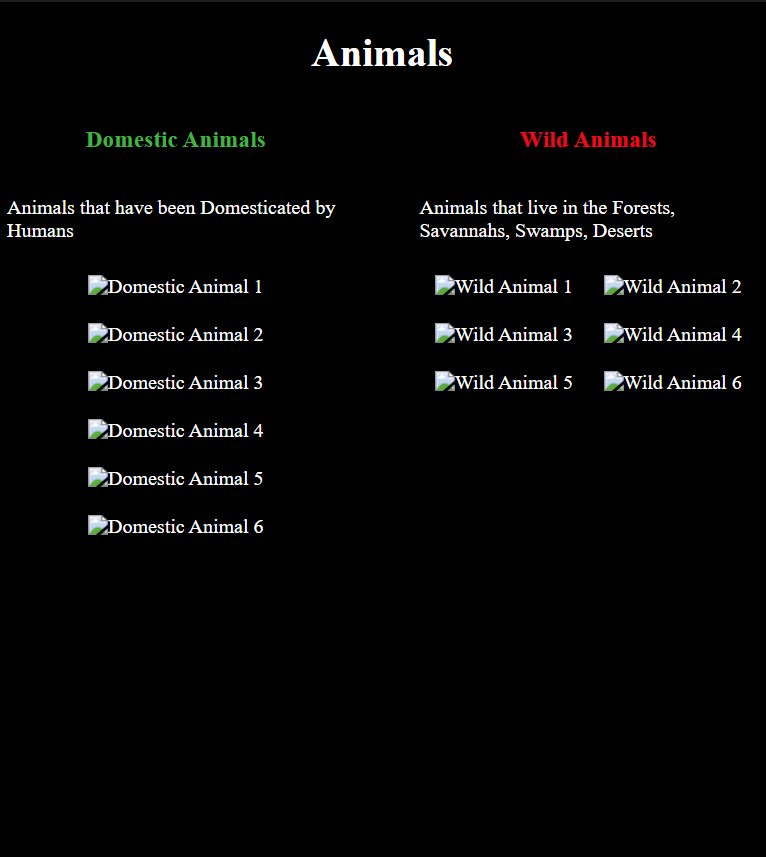 Animals
Domestic Animals
Animals that have been Domesticated by
Humans
Domestic Animal 1
Domestic Animal 2
Domestic Animal 3
Domestic Animal 4
Domestic Animal 5
Domestic Animal 6
Wild Animals
Animals that live in the Forests,
Savannahs, Swamps, Deserts
Wild Animal 1 Wild Animal 2
Wild Animal 3 Wild Animal 4
Wild Animal 5 Wild Animal 6